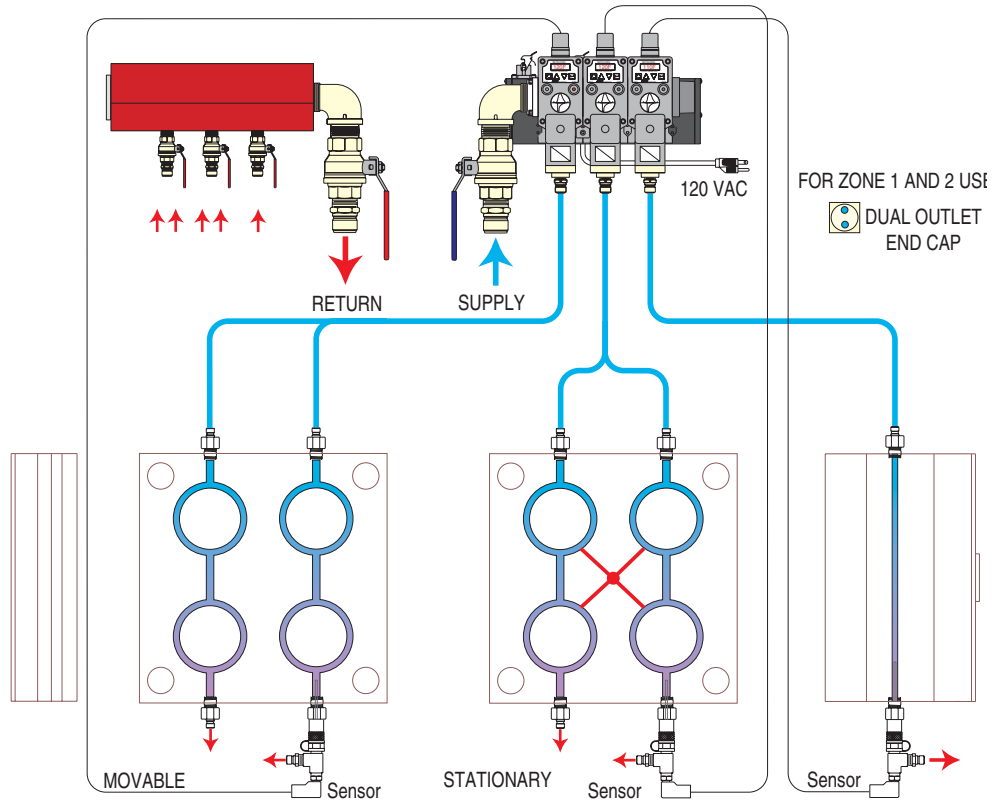 120 VAC
FOR ZONE 1 AND 2 USE
DUAL OUTLET
END CAP
RETURN
SUPPLY
MOVABLE
Sensor
STATIONARY
Sensor
Sensor